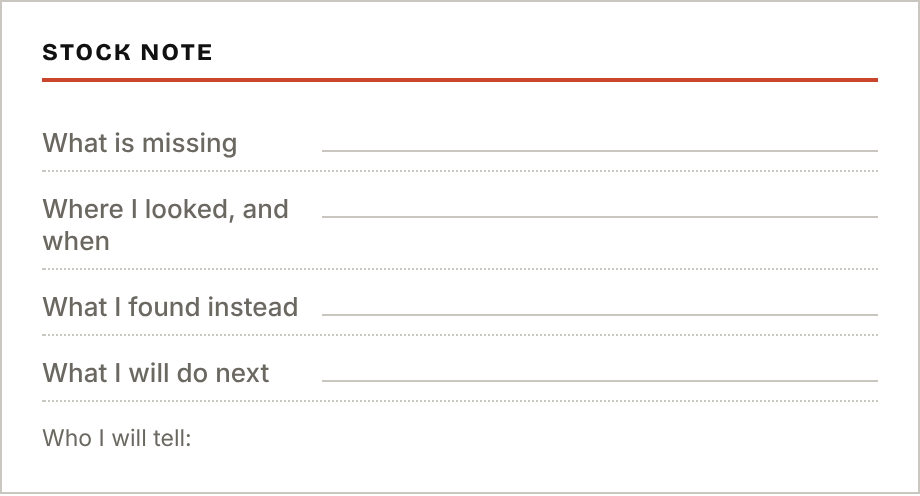 STOCK NOTE
What is missing
Where I looked, and
when
What I found instead
What I will do next
Who I will tell: